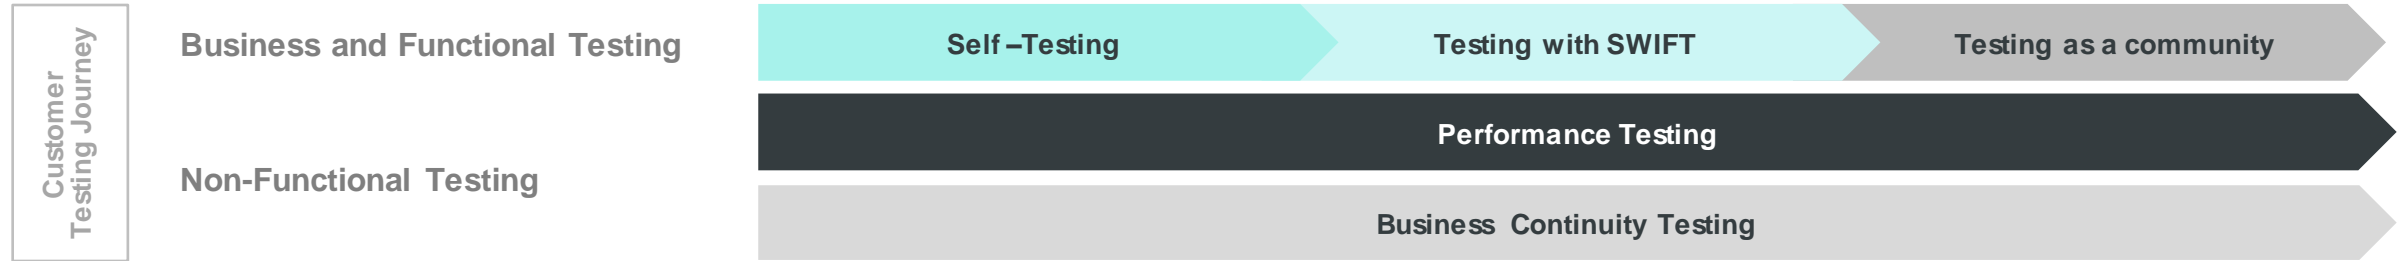 Customer
Testing Journey
Business and Functional Testing
Self –Testing
Testing with SWIFT
Testing as a community
Performance Testing
Non-Functional Testing
Business Continuity Testing